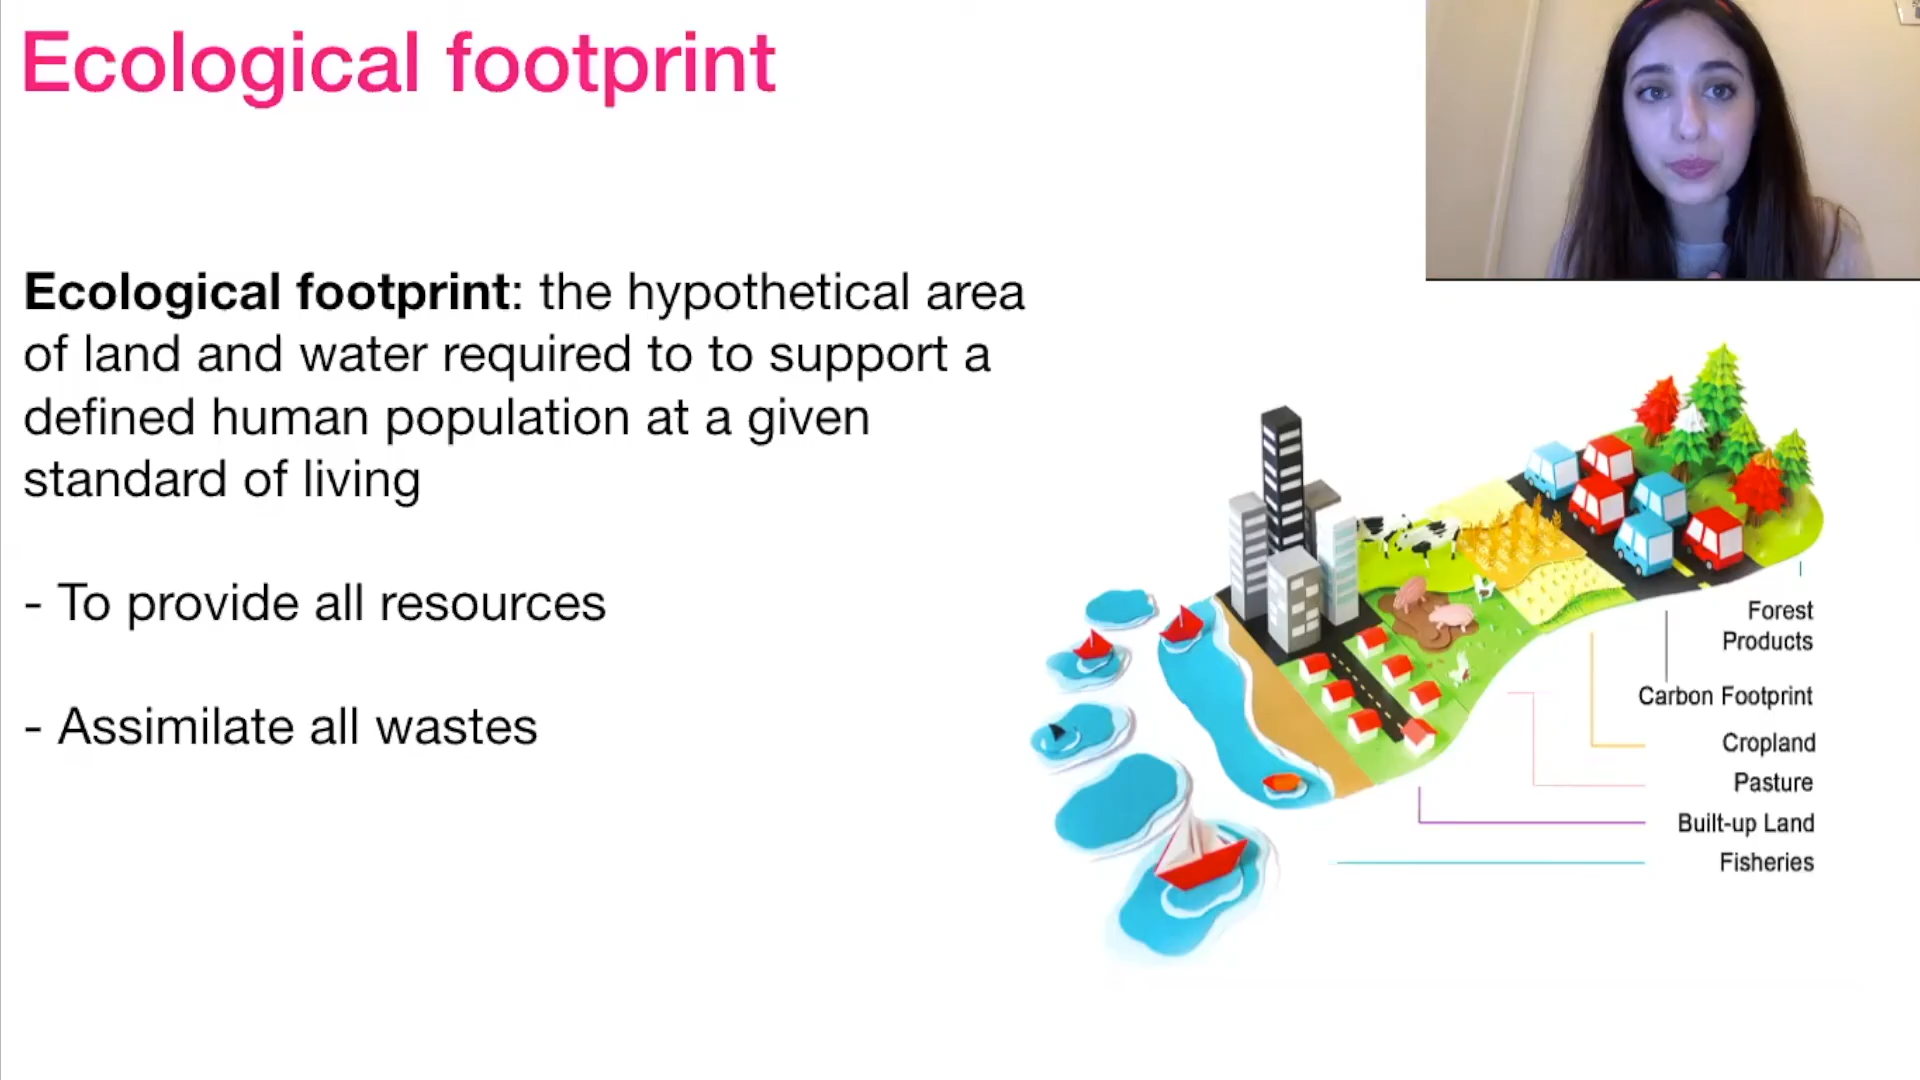 Ecological footprint
Ecological footprint: the hypothetical area
of land and water required to to support a
defined human population at a given
standard of living
- To provide all resources
- Assimilate all wastes
Forest
Products
Carbon Footprint
Cropland
Pasture
Built-up Land
Fisheries